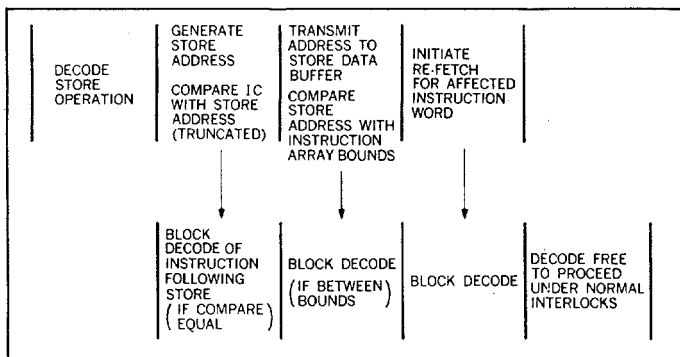 DECODE
STORE
OPERATION
GENERATE
STORE
ADDRESS
COMPARE IC
WITH STORE
ADDRESS
(TRUNCATED)
TRANSMIT
ADDRESS TO
STORE DATA
BUFFER
COMPARE
STORE
ADDRESS WITH
INSTRUCTION
ARRAY BOUNDS
INITIATE
RE-FETCH
FOR AFFECTED
INSTRUCTION
WORD
BLOCK
DECODE OF
INSTRUCTION
FOLLOWING
STORE
(IF COMPARE
EQUAL)
BLOCK DECODE
(IF BETWEEN
BOUNDS)
BLOCK DECODE
DECODE FREE
TO PROCEED
UNDER NORMAL
INTERLOCKS